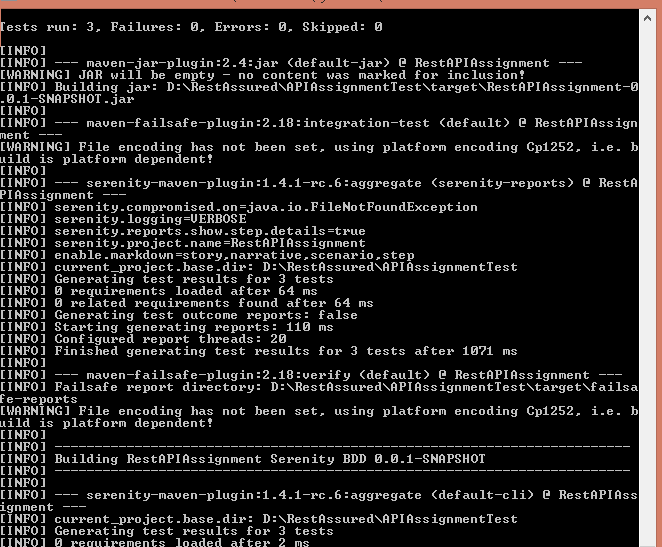 Tests run: 3, Failures: 0, Errors: 0, Skipped: 0
[INFO]
[INFO] --- maven-jar-plugin:2.4:jar (default-jar) @ RestAPIAssignment ---
[WARNING] JAR will be empty - no content was marked for inclusion!
[INFO] Building jar: D:\RestAssured\APIAssignmentTest\target\RestAPIAssignment-0
.0.1-SNAPSHOT.jar
[INFO]
[INFO] --- maven-failsafe-plugin:2.18:integration-test (default) @ RestAPIAssign
ment ---
[WARNING] File encoding has not been set, using platform encoding Cp1252, i.e. b
uild is platform dependent!
[INFO]
[INFO] --- serenity-maven-plugin:1.4.1-rc.6:aggregate (serenity-reports) @ RestA
PIAssignment ---
[INFO] serenity.compromised.on=java.io.FileNotFoundException
[INFO] serenity.logging=VERBOSE
[INFO] serenity.reports.show.step.details=true
[INFO] serenity.project.name=RestAPIAssignment
[INFO] enable.markdown=story,narrative,scenario,step
[INFO] current_project.base.dir: D:\RestAssured\APIAssignmentTest
[INFO] Generating test results for 3 tests
[INFO] 0 requirements loaded after 64 ms
[INFO] 0 related requirements found after 64 ms
[INFO] Generating test outcome reports: false
[INFO] Starting generating reports: 110 ms
[INFO] Configured report threads: 20
[INFO] Finished generating test results for 3 tests after 1071 ms
[INFO]
[INFO] --- maven-failsafe-plugin:2.18:verify (default) @ RestAPIAssignment ---
[INFO] Failsafe report directory: D:\RestAssured\APIAssignmentTest\target\failsa
fe-reports
[WARNING] File encoding has not been set, using platform encoding Cp1252, i.e. b
uild is platform dependent!
[INFO]
[INFO] ------------------------------------------------------------------------
[INFO] Building RestAPIAssignment Serenity BDD 0.0.1-SNAPSHOT
[INFO] ------------------------------------------------------------------------
[INFO]
[INFO] --- serenity-maven-plugin:1.4.1-rc.6:aggregate (default-cli) @ RestAPIAss
ignment ---
[INFO] current_project.base.dir: D:\RestAssured\APIAssignmentTest
[INFO] Generating test results for 3 tests
[INFO] 0 requirements loaded after 2 ms